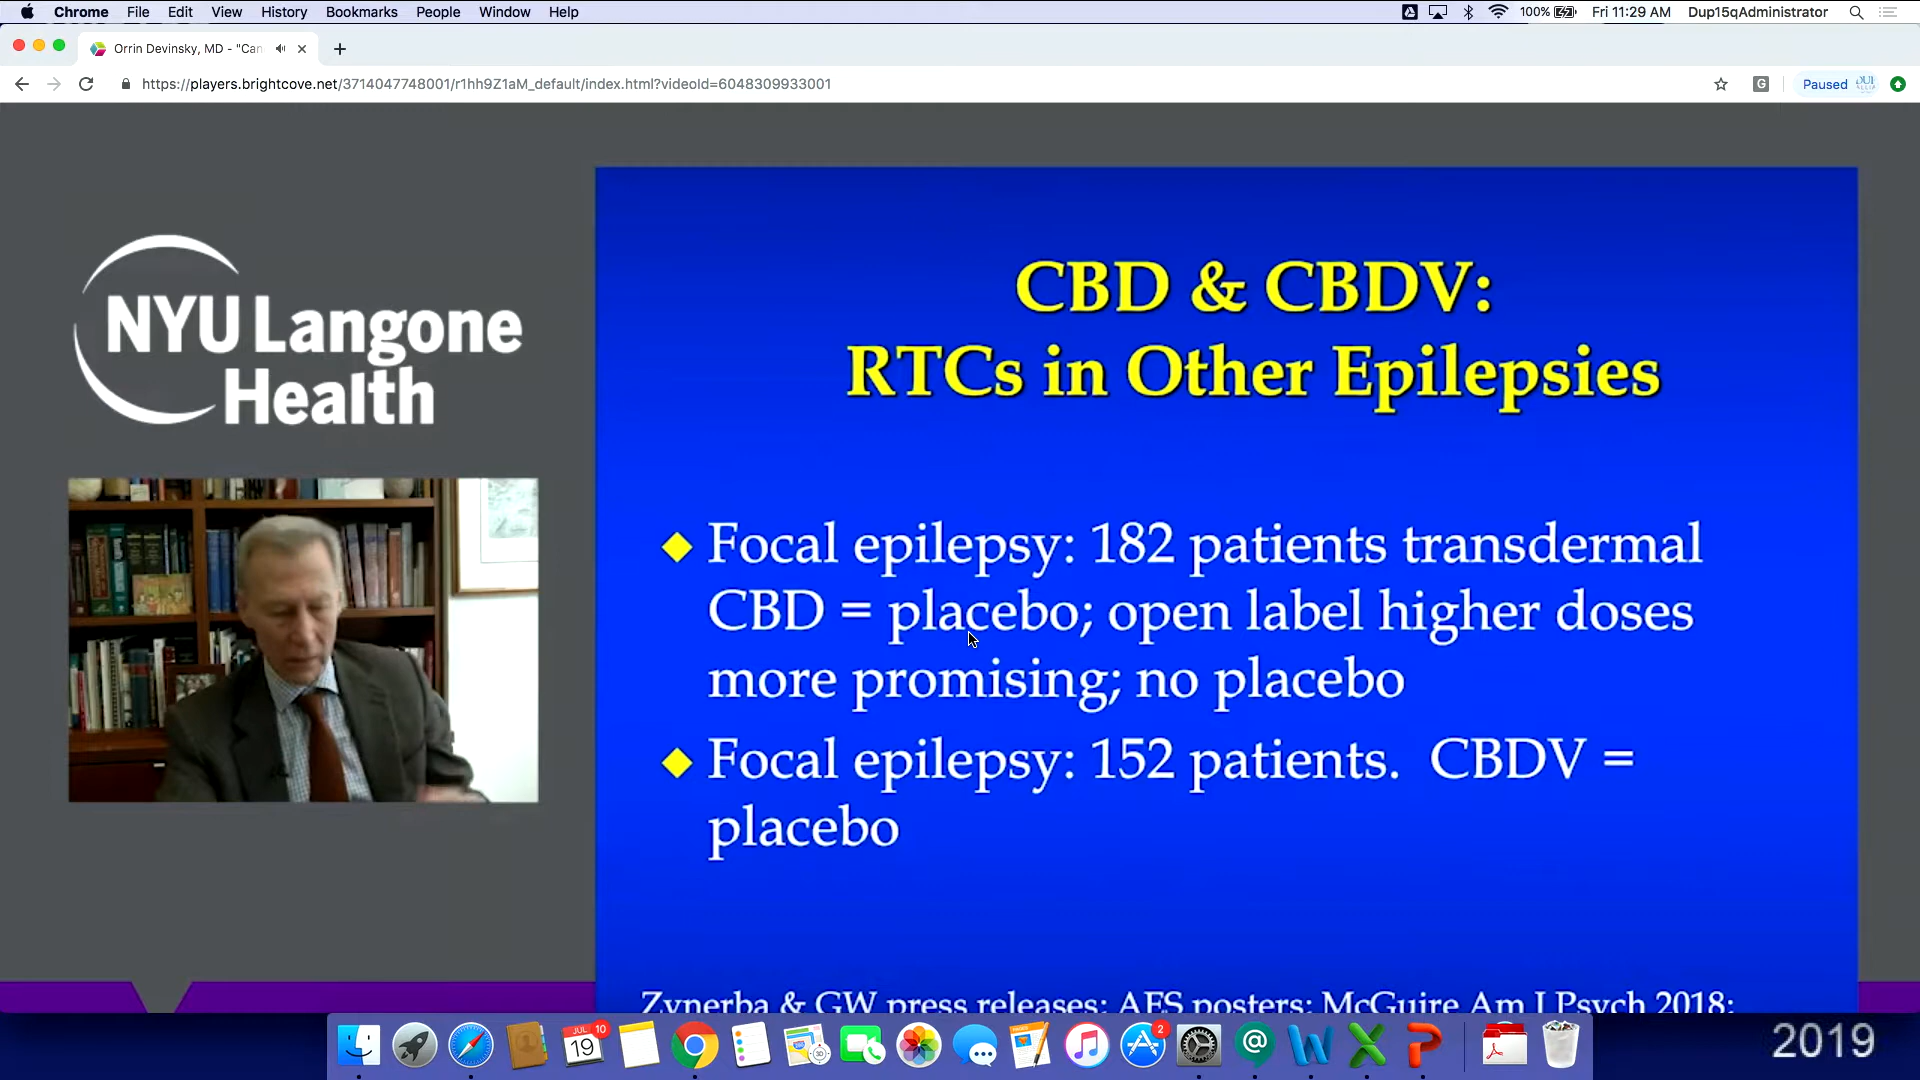 Chrome File Edit View History Bookmarks People Window Help 100% Fri 11:29 AM Dup15qAdministrator
Orrin Devinsky, MD - "Can
https://players.brightcove.net/3714047748001/r1hh9Z1aM_default/index.html?videoId=6048309933001 G Paused
NYU Langone
Health
CBD & CBDV:
RTCs in Other Epilepsies
Focal epilepsy: 182 patients transdermal
CBD = placebo; open label higher doses
more promising; no placebo
Focal epilepsy: 152 patients. CBDV =
placebo
Zynerba & GW press releases; AES posters; McGuire Am J Psych 2018;
JUL 10
19
3D
2
@
W
X
P
2019